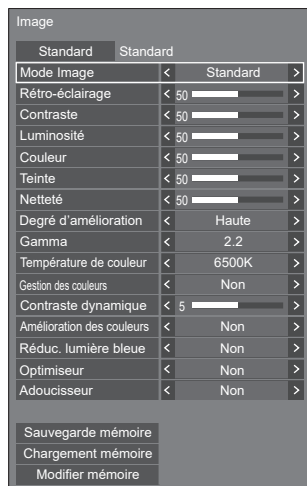 Image
Standard Standard
Mode Image < Standard >
Rétro-éclairage < 50 >
Contraste < 50 >
Luminosité < 50 >
Couleur < 50 >
Teinte < 50 >
Netteté < 50 >
Degré d'amélioration < Haute >
Gamma < 2.2 >
Température de couleur < 6500K >
Gestion des couleurs < Non >
Contraste dynamique < 5 >
Amélioration des couleurs < Non >
Réduc. lumière bleue < Non >
Optimiseur < Non >
Adoucisseur < Non >
Sauvegarde mémoire
Chargement mémoire
Modifier mémoire